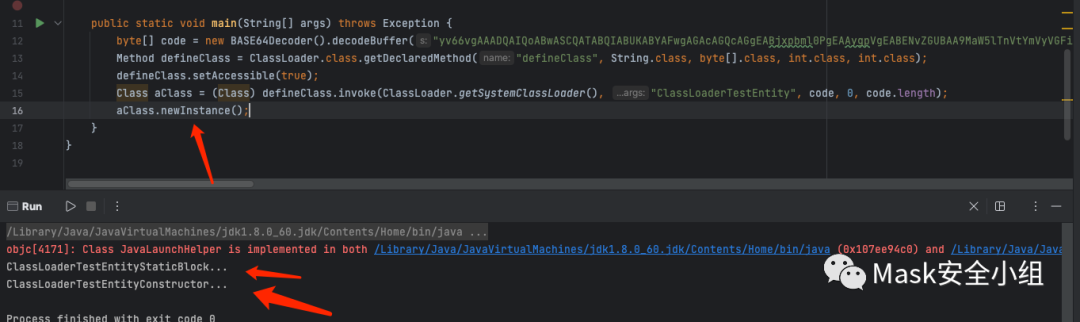 11 public static void main(String[] args) throws Exception {
12 byte[] code = new BASE64Decoder().decodeBuffer( s:
13 Method defineClass = ClassLoader.class.getDeclaredMethod( name: "defineClass", String.class, byte[].class, int.class, int.class);
14 defineClass.setAccessible(true);
15 Class aClass = (Class) defineClass.invoke(ClassLoader.getSystemClassLoader(), ...args: "ClassLoaderTestEntity", code, 0, code.length);
16 aClass.newInstance();
17 }
18 }
19
Run
/Library/Java/JavaVirtualMachines/jdk1.8.0_60.jdk/Contents/Home/bin/java ...
objc[4171]: Class JavaLaunchHelper is implemented in both /Library/Java/JavaVirtualMachines/jdk1.8.0_60.jdk/Contents/Home/bin/java (0x107ee94c0) and /Library/Java/Java
ClassLoaderTestEntityStaticBlock...
ClassLoaderTestEntityConstructor...
Mask安全小组
Process finished with exit code 0